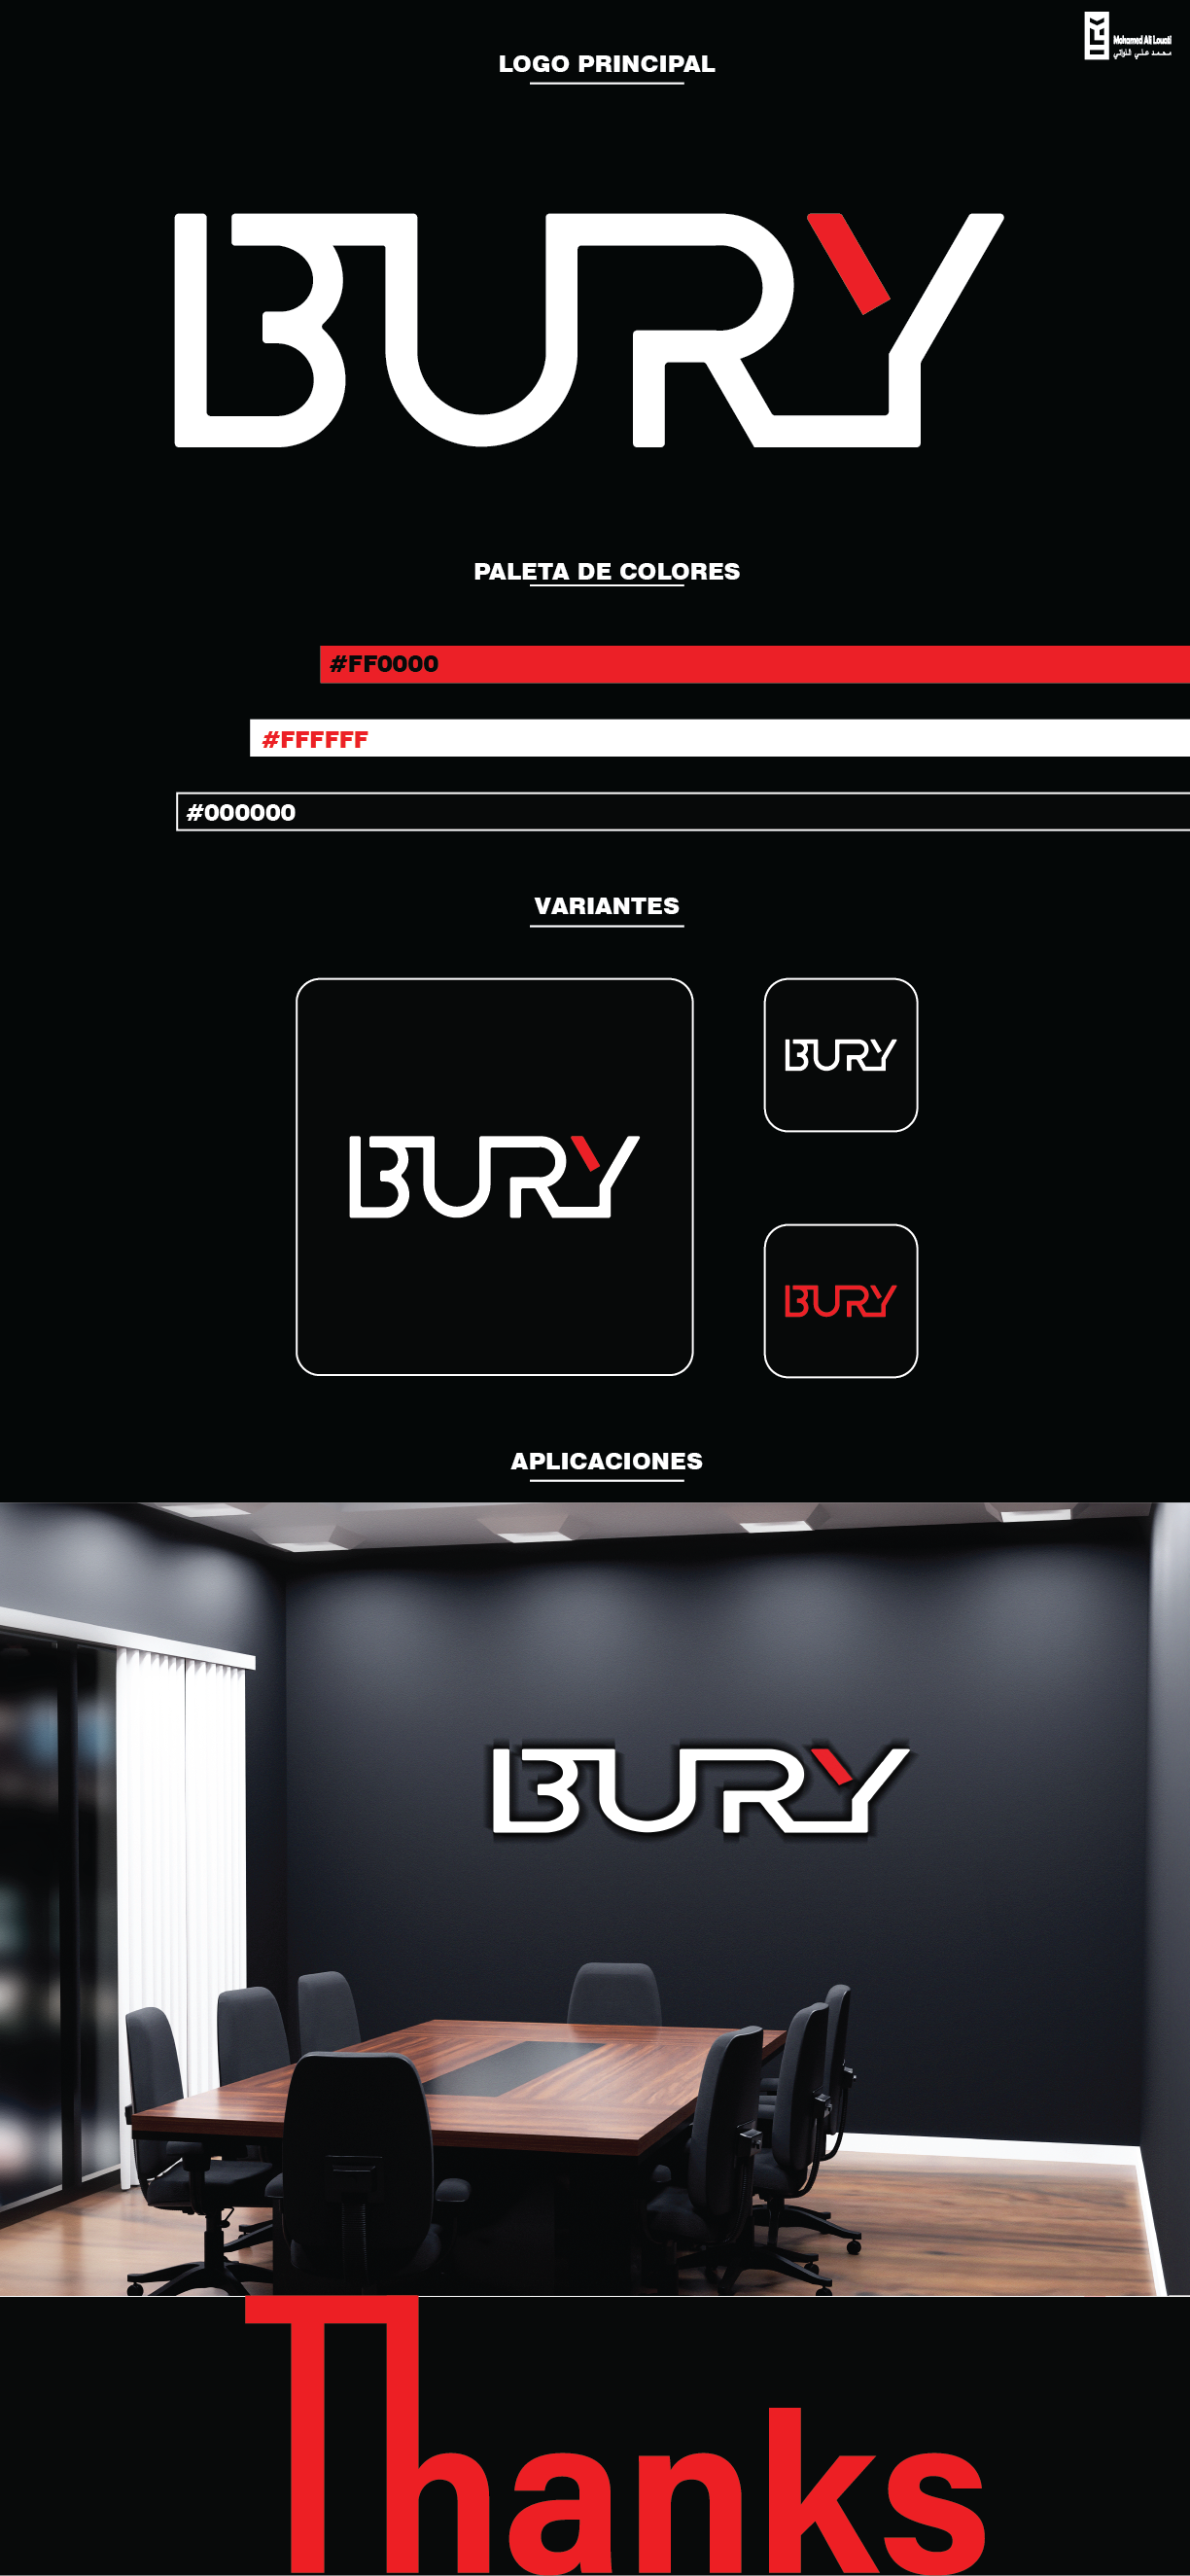 Mohamed Ali Louati
محمد علي اللواتي
LOGO PRINCIPAL
BURY
PALETA DE COLORES
#FF0000
#FFFFFF
#000000
VARIANTES
BURY
BURY
BURY
APLICACIONES
BURY
Thanks